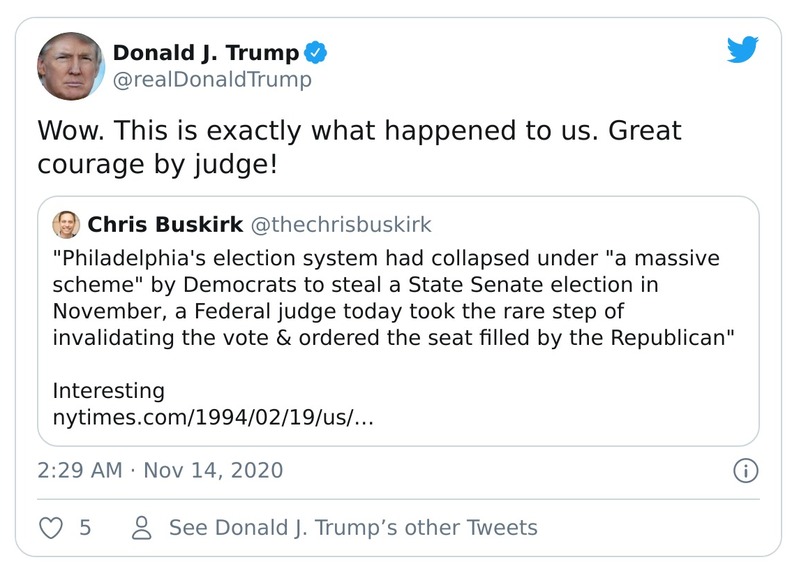 Donald J. Trump
@realDonaldTrump
Wow. This is exactly what happened to us. Great
courage by judge!
Chris Buskirk @thechrisbuskirk
"Philadelphia's election system had collapsed under "a massive
scheme" by Democrats to steal a State Senate election in
November, a Federal judge today took the rare step of
invalidating the vote & ordered the seat filled by the Republican"
Interesting
nytimes.com/1994/02/19/us/…
2:29 AM · Nov 14, 2020
5 See Donald J. Trump’s other Tweets